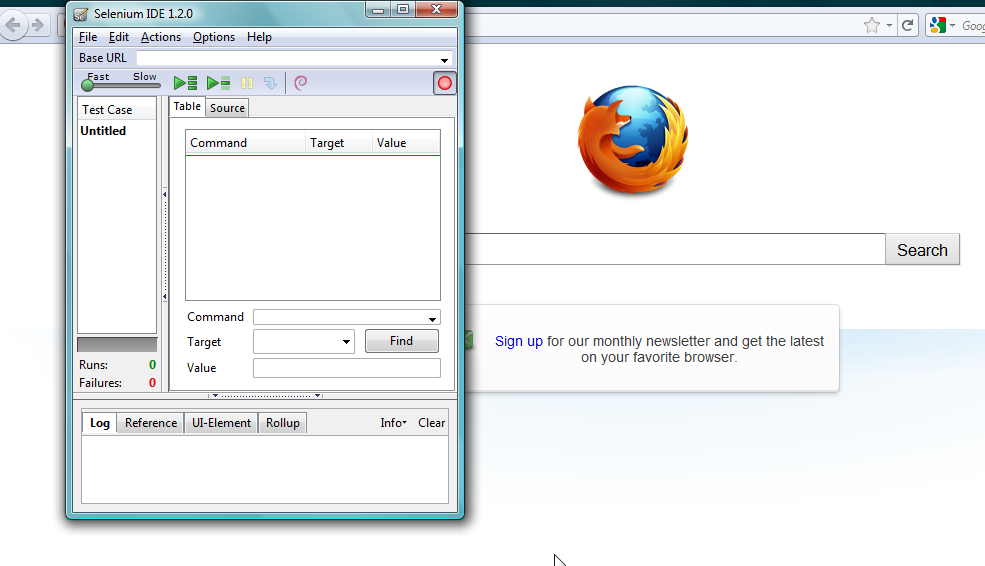 Selenium IDE 1.2.0
File Edit Actions Options Help
Base URL
Fast Slow
Test Case
Untitled
Table Source
Command Target Value
Command
Target
Find
Value
Runs: 0
Failures: 0
Log Reference UI-Element Rollup Info Clear
Goog
Search
Sign up for our monthly newsletter and get the latest
on your favorite browser.